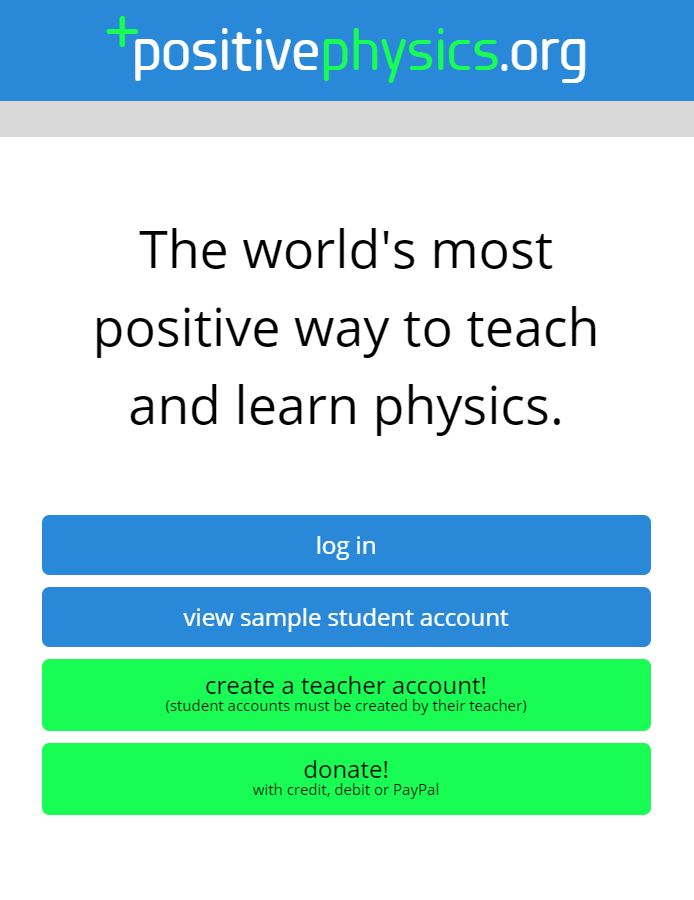 +positivephysics.org
The world's most
positive way to teach
and learn physics.
log in
view sample student account
create a teacher account!
(student accounts must be created by their teacher)
donate!
with credit, debit or PayPal